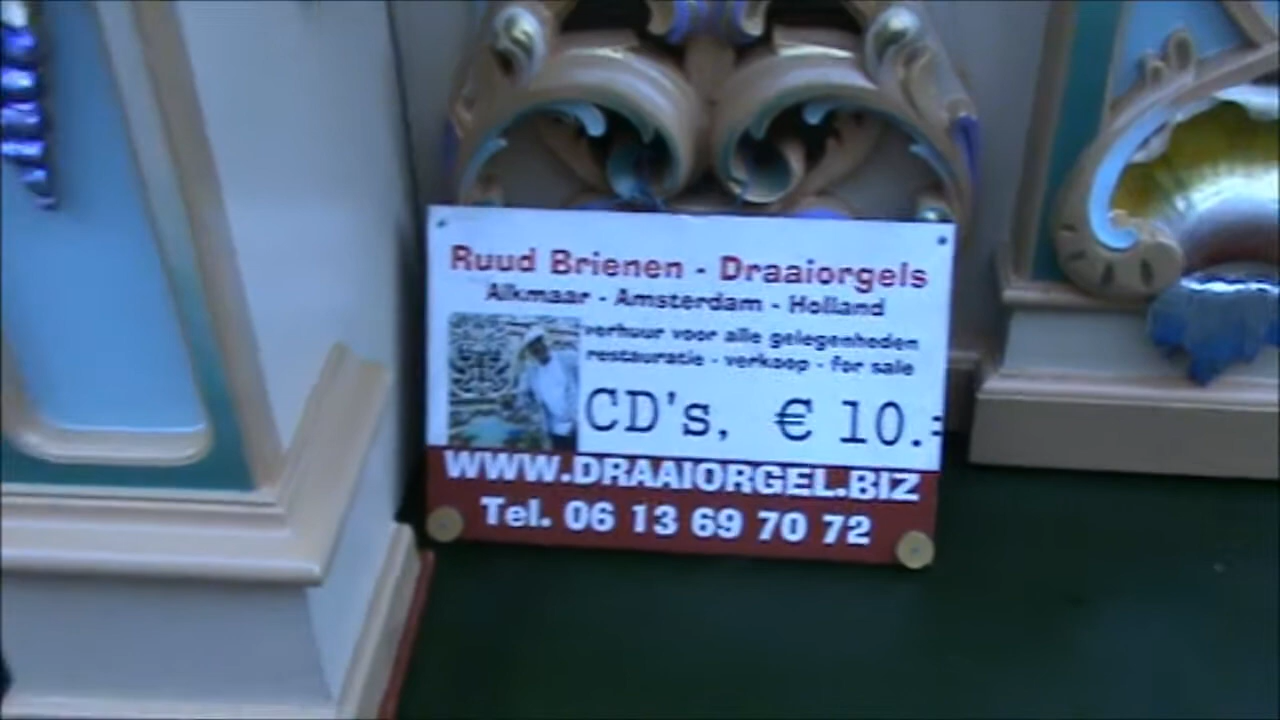 Ruud Brienen - Draaiorgels
Alkmaar - Amsterdam - Holland
verhuur voor alle gelegenheden
restauratie - verkoop - for sale
CD's, € 10.=
WWW.DRAAIORGEL.BIZ
Tel. 06 13 69 70 72